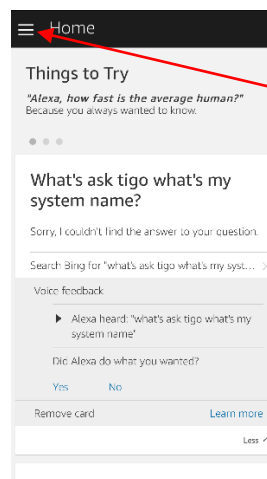 Home
Things to Try
"Alexa, how fast is the average human?"
Because you always wanted to know.
What's ask tigo what's my
system name?
Sorry, I couldn't find the answer to your question.
Search Bing for "what's ask tigo what's my syst...
Voice feedback
Alexa heard: "what's ask tigo what's my
system name"
Did Alexa do what you wanted?
Yes No
Remove card Learn more
Less